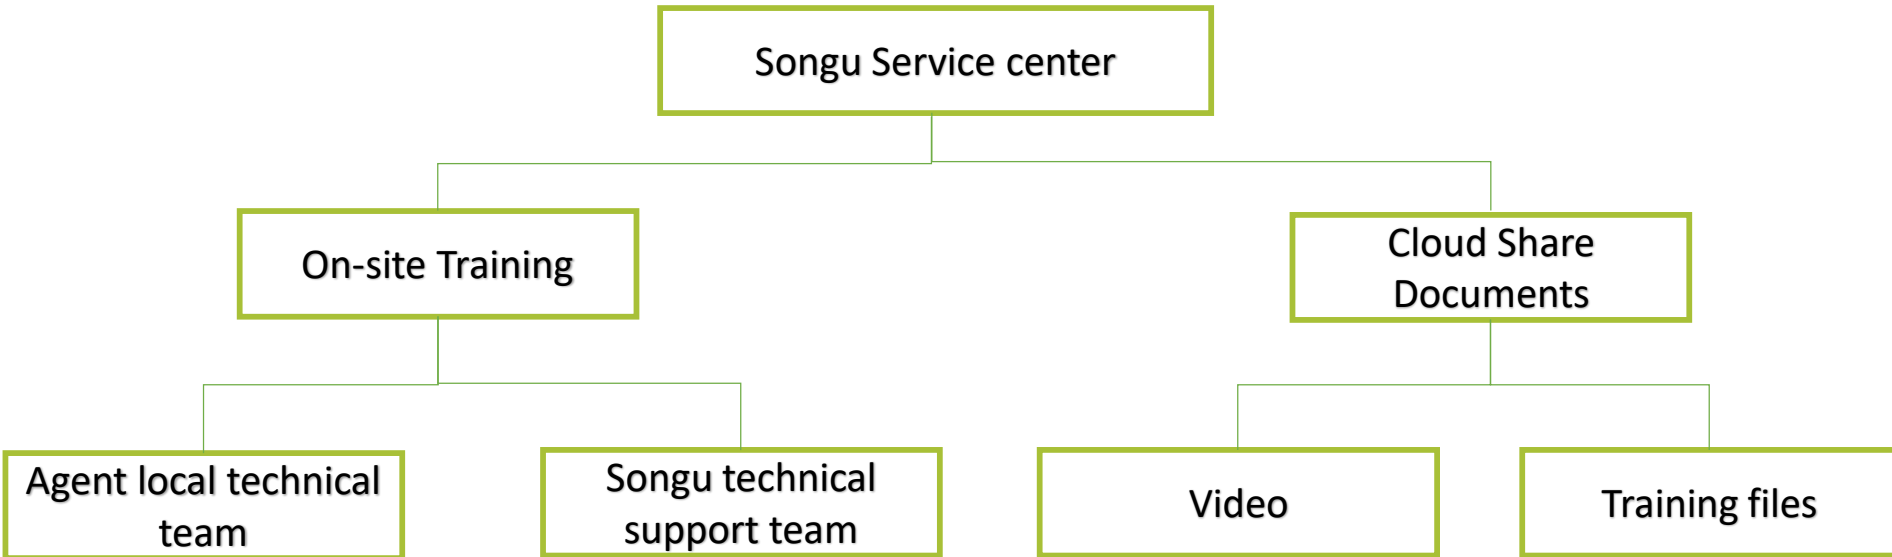 Songu Service center
On-site Training
Cloud Share
Documents
Agent local technical
team
Songu technical
support team
Video
Training files